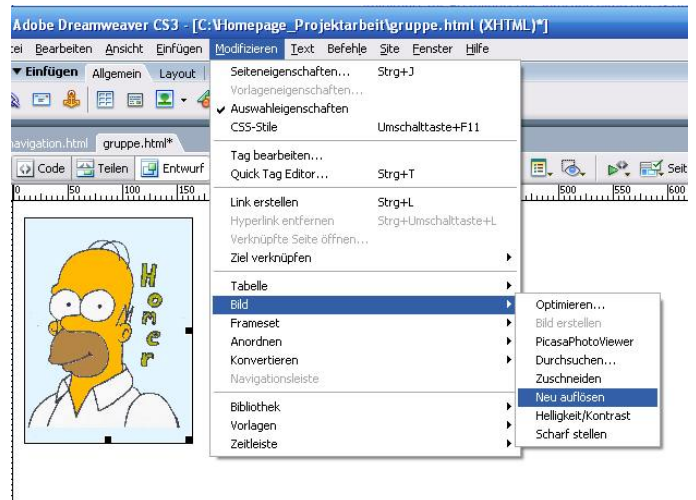 Adobe Dreamweaver CS3 - [C:\Homepage_Projektarbeit\gruppe.html (XHTML)*]
tei Bearbeiten Ansicht Einfügen Modifizieren Text Befehle Site Fenster Hilfe
Einfügen Allgemein Layout
avigation.html gruppe.html*
Code Teilen Entwurf Seit
0 50 100 150 500 550 600
Seiteneigenschaften... Strg+J
Vorlageneigenschaften...
Auswahleigenschaften
CSS-Stile Umschalttaste+F11
Tag bearbeiten...
Quick Tag Editor... Strg+T
Link erstellen Strg+L
Hyperlink entfernen Strg+Umschalttaste+L
Verknüpfte Seite öffnen...
Ziel verknüpfen
Tabelle
Bild
Frameset
Anordnen
Konvertieren
Navigationsleiste
Bibliothek
Vorlagen
Zeitleiste
Optimieren...
Bild erstellen
PicasaPhotoViewer
Durchsuchen...
Zuschneiden
Neu auflösen
Helligkeit/Kontrast
Scharf stellen
Homer